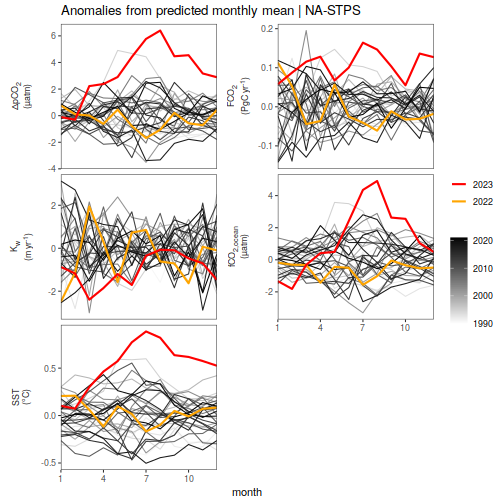 Anomalies from predicted monthly mean | NA-STPS
ΔpCO₂
(µatm)
6
4
2
0
-2
-4
FCO₂
(PgC yr⁻¹)
0.2
0.1
0.0
-0.1
K_w
(m yr⁻¹)
2
0
-2
fCO₂,ocean
(µatm)
4
2
0
-2
1
4
7
10
SST
(°C)
0.5
0.0
-0.5
1
4
7
10
month
2023
2022
2020
2010
2000
1990